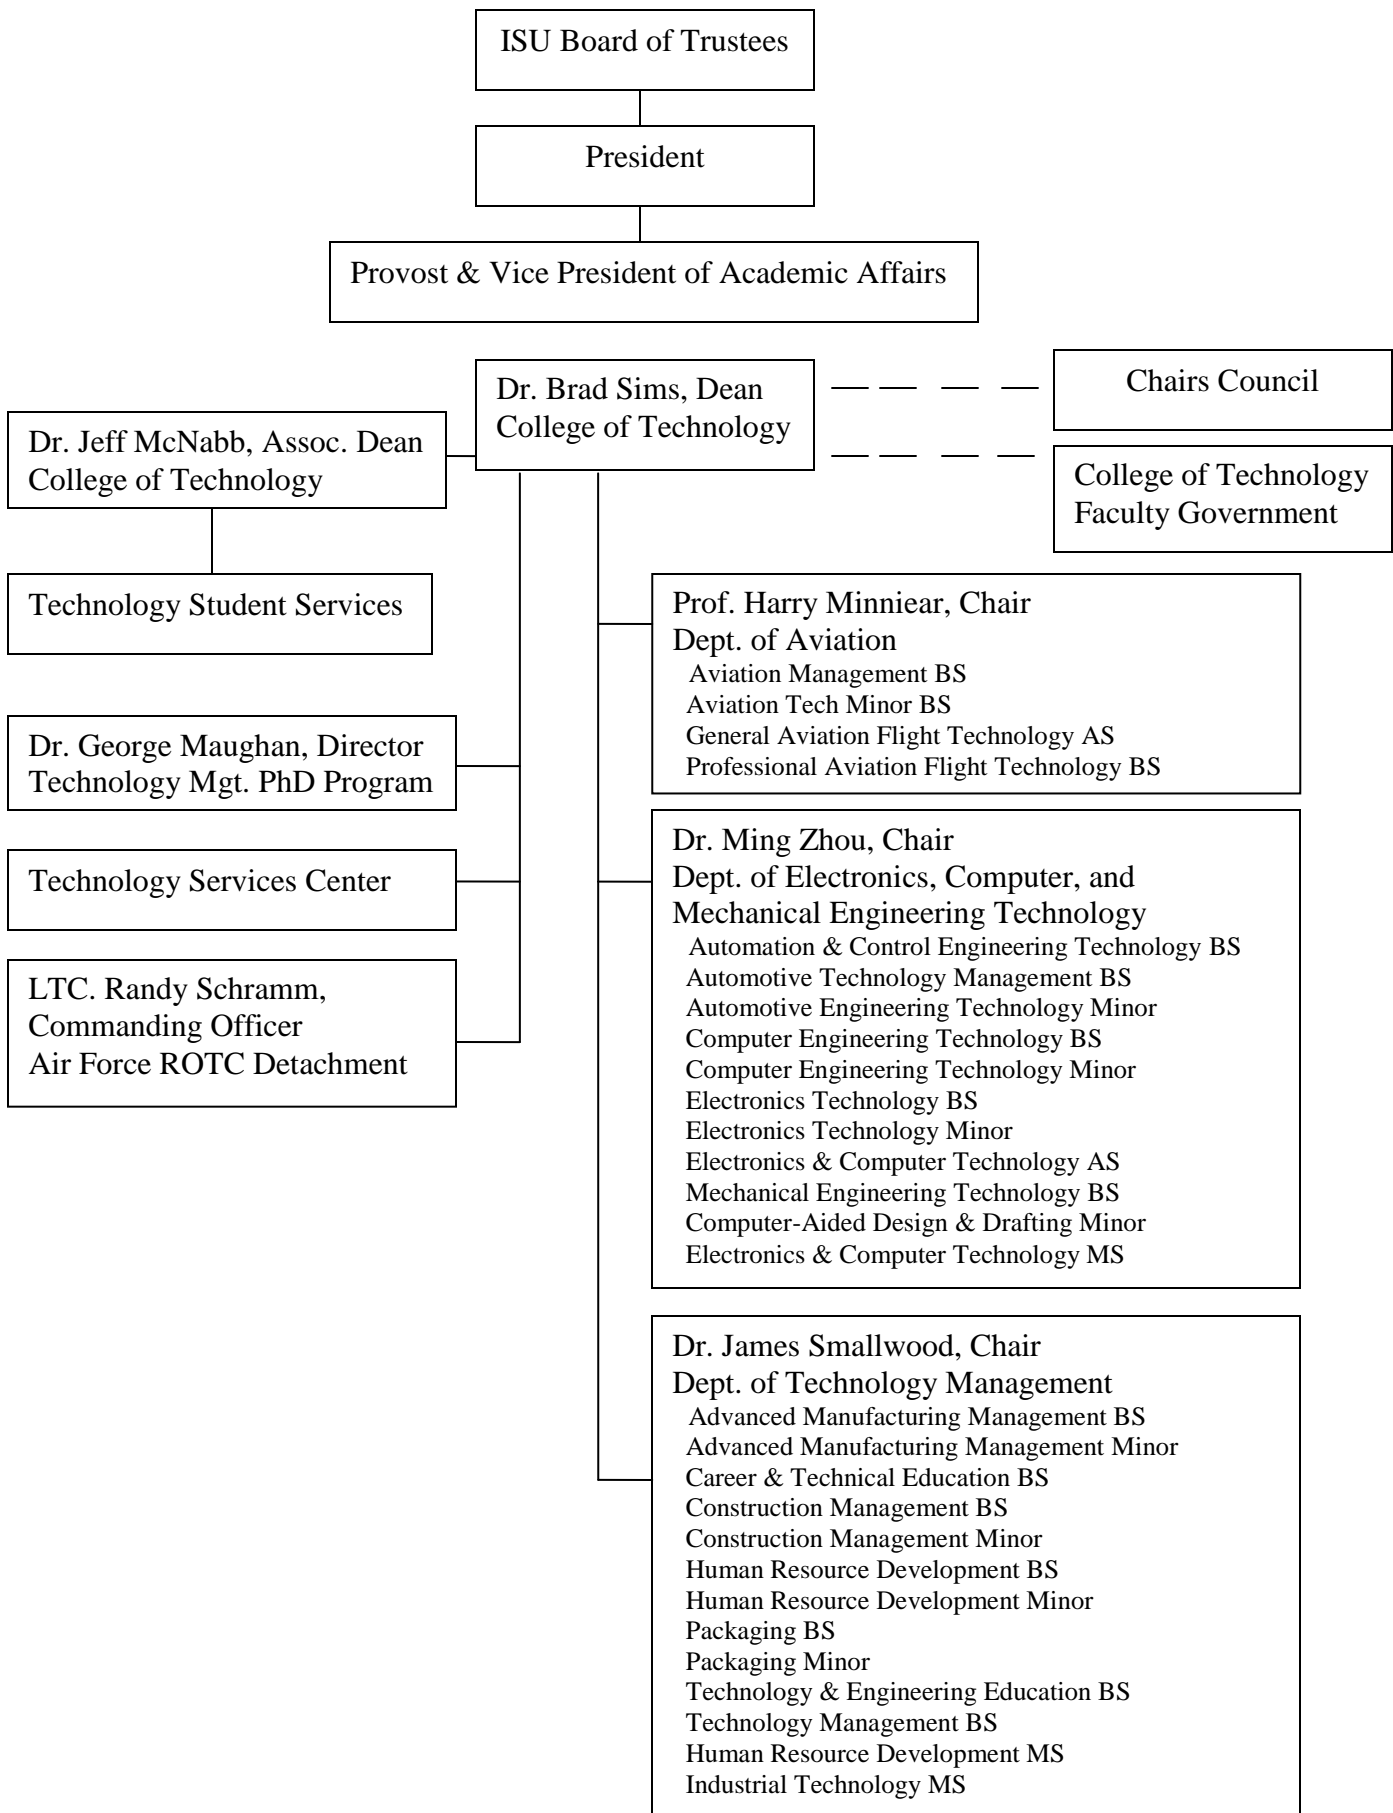 ISU Board of Trustees
President
Provost & Vice President of Academic Affairs
Dr. Brad Sims, Dean
College of Technology
Chairs Council
College of Technology
Faculty Government
Dr. Jeff McNabb, Assoc. Dean
College of Technology
Technology Student Services
Dr. George Maughan, Director
Technology Mgt. PhD Program
Technology Services Center
LTC. Randy Schramm,
Commanding Officer
Air Force ROTC Detachment
Prof. Harry Minniear, Chair
Dept. of Aviation
Aviation Management BS
Aviation Tech Minor BS
General Aviation Flight Technology AS
Professional Aviation Flight Technology BS
Dr. Ming Zhou, Chair
Dept. of Electronics, Computer, and
Mechanical Engineering Technology
Automation & Control Engineering Technology BS
Automotive Technology Management BS
Automotive Engineering Technology Minor
Computer Engineering Technology BS
Computer Engineering Technology Minor
Electronics Technology BS
Electronics Technology Minor
Electronics & Computer Technology AS
Mechanical Engineering Technology BS
Computer-Aided Design & Drafting Minor
Electronics & Computer Technology MS
Dr. James Smallwood, Chair
Dept. of Technology Management
Advanced Manufacturing Management BS
Advanced Manufacturing Management Minor
Career & Technical Education BS
Construction Management BS
Construction Management Minor
Human Resource Development BS
Human Resource Development Minor
Packaging BS
Packaging Minor
Technology & Engineering Education BS
Technology Management BS
Human Resource Development MS
Industrial Technology MS